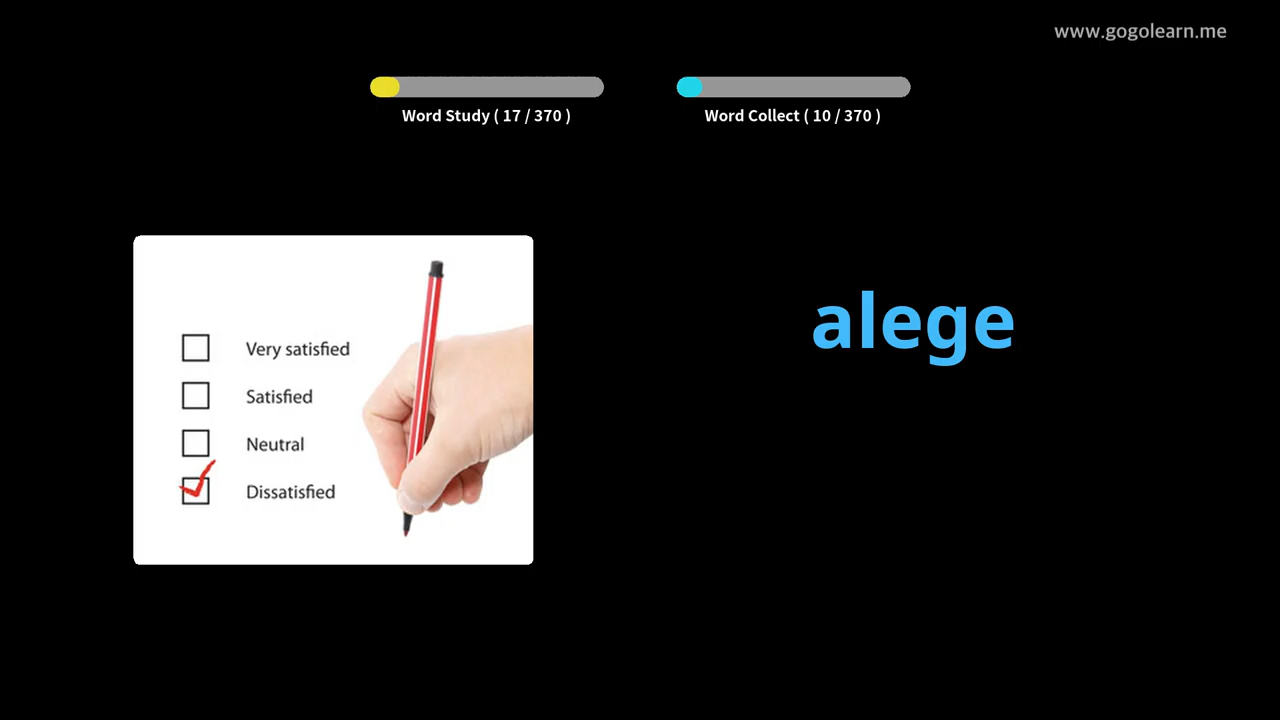 www.gogolearn.me
Word Study ( 17 / 370 )
Word Collect ( 10 / 370 )
alege
Very satisfied
Satisfied
Neutral
Dissatisfied